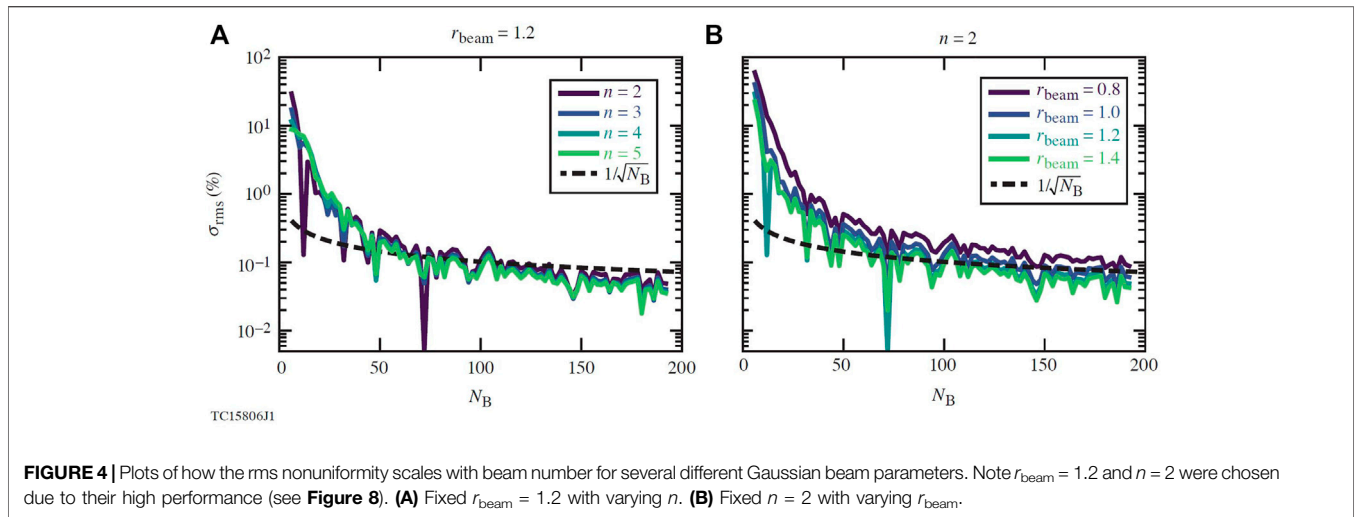 A
r_beam = 1.2
10^2
10^1
10^0
10^−1
10^−2
σ_rms (%)
n = 2
n = 3
n = 4
n = 5
1/√N_B
0
50
100
150
200
N_B
B
n = 2
r_beam = 0.8
r_beam = 1.0
r_beam = 1.2
r_beam = 1.4
1/√N_B
0
50
100
150
200
N_B
TC15806J1
FIGURE 4 | Plots of how the rms nonuniformity scales with beam number for several different Gaussian beam parameters. Note r_beam = 1.2 and n = 2 were chosen
due to their high performance (see Figure 8). (A) Fixed r_beam = 1.2 with varying n. (B) Fixed n = 2 with varying r_beam.